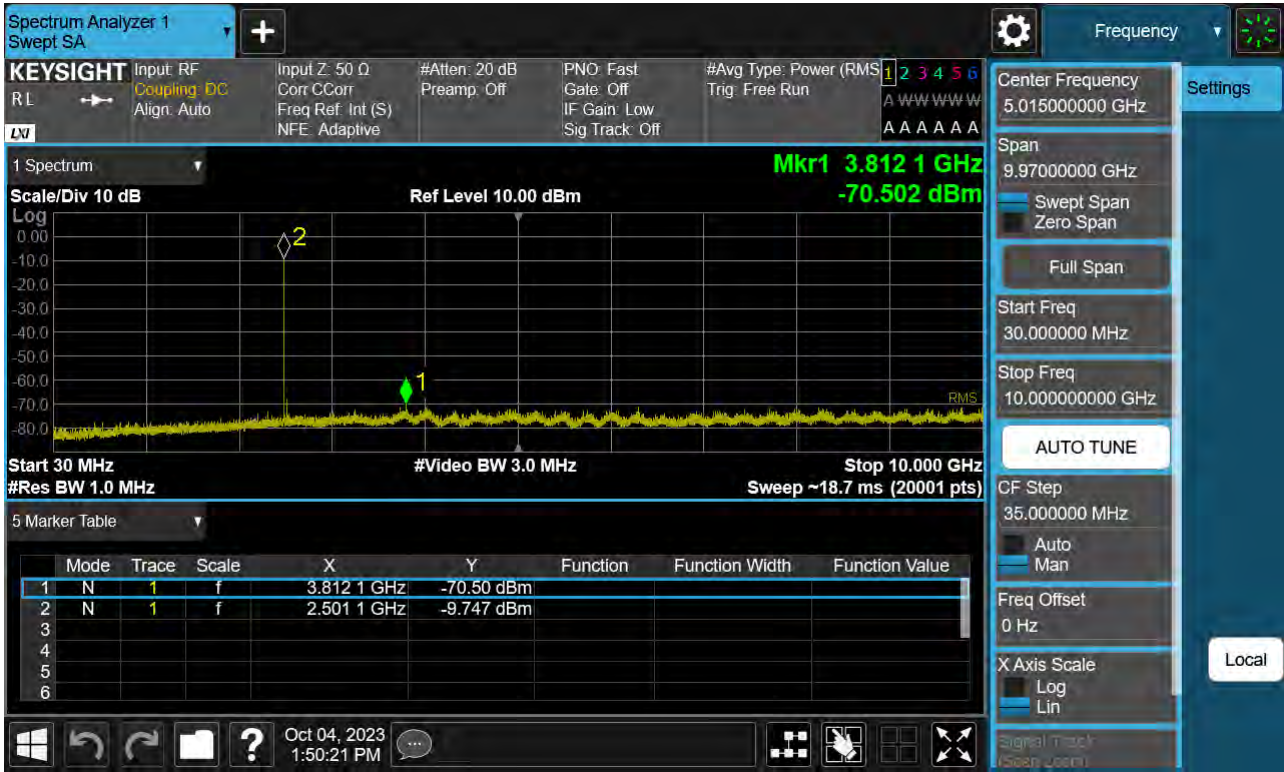 Spectrum Analyzer 1
Swept SA
Frequency
KEYSIGHT
RL
LXI
Input: RF
Coupling: DC
Align: Auto
Input Z: 50 Ω
Corr CCorr
Freq Ref: Int (S)
NFE: Adaptive
#Atten: 20 dB
Preamp: Off
PNO: Fast
Gate: Off
IF Gain: Low
Sig Track: Off
#Avg Type: Power (RMS
Trig: Free Run
1 2 3 4 5 6
A W W W W W
A A A A A A
1 Spectrum
Scale/Div 10 dB
Ref Level 10.00 dBm
Mkr1 3.812 1 GHz
-70.502 dBm
Log
0.00
-10.0
-20.0
-30.0
-40.0
-50.0
-60.0
-70.0
-80.0
2
1
RMS
Start 30 MHz
#Video BW 3.0 MHz
Stop 10.000 GHz
#Res BW 1.0 MHz
Sweep ~18.7 ms (20001 pts)
5 Marker Table
Mode Trace Scale X Y Function Function Width Function Value
1 N 1 f 3.812 1 GHz -70.50 dBm
2 N 1 f 2.501 1 GHz -9.747 dBm
3
4
5
6
Oct 04, 2023
1:50:21 PM
Center Frequency
5.015000000 GHz
Settings
Span
9.97000000 GHz
Swept Span
Zero Span
Full Span
Start Freq
30.000000 MHz
Stop Freq
10.000000000 GHz
AUTO TUNE
CF Step
35.000000 MHz
Auto
Man
Freq Offset
0 Hz
X Axis Scale
Log
Lin
Local
Signal Track
(Span Zoom)